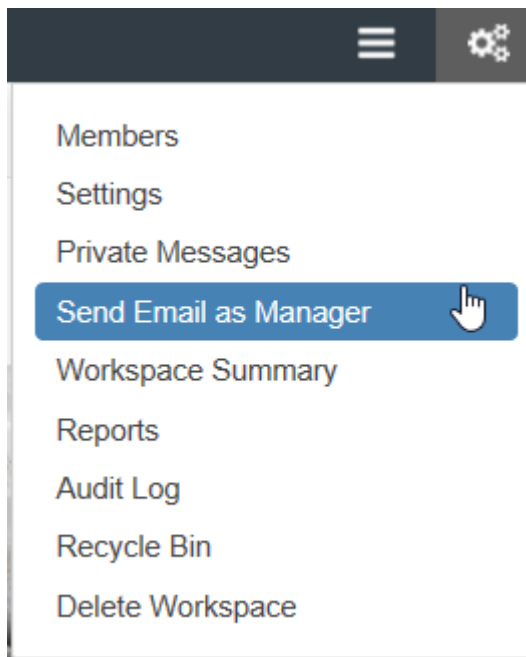 Members
Settings
Private Messages
Send Email as Manager
Workspace Summary
Reports
Audit Log
Recycle Bin
Delete Workspace